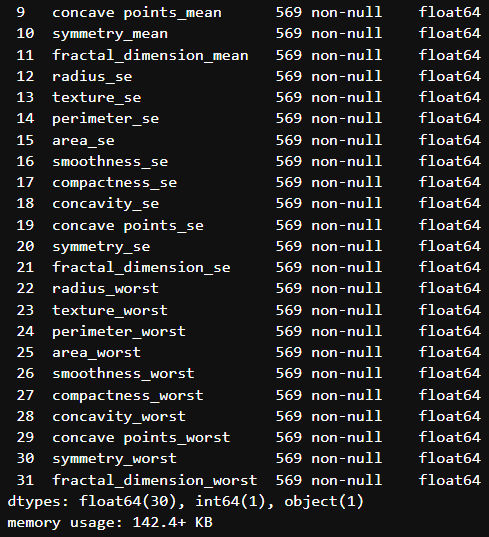 9 concave points_mean 569 non-null float64
10 symmetry_mean 569 non-null float64
11 fractal_dimension_mean 569 non-null float64
12 radius_se 569 non-null float64
13 texture_se 569 non-null float64
14 perimeter_se 569 non-null float64
15 area_se 569 non-null float64
16 smoothness_se 569 non-null float64
17 compactness_se 569 non-null float64
18 concavity_se 569 non-null float64
19 concave points_se 569 non-null float64
20 symmetry_se 569 non-null float64
21 fractal_dimension_se 569 non-null float64
22 radius_worst 569 non-null float64
23 texture_worst 569 non-null float64
24 perimeter_worst 569 non-null float64
25 area_worst 569 non-null float64
26 smoothness_worst 569 non-null float64
27 compactness_worst 569 non-null float64
28 concavity_worst 569 non-null float64
29 concave points_worst 569 non-null float64
30 symmetry_worst 569 non-null float64
31 fractal_dimension_worst 569 non-null float64
dtypes: float64(30), int64(1), object(1)
memory usage: 142.4+ KB